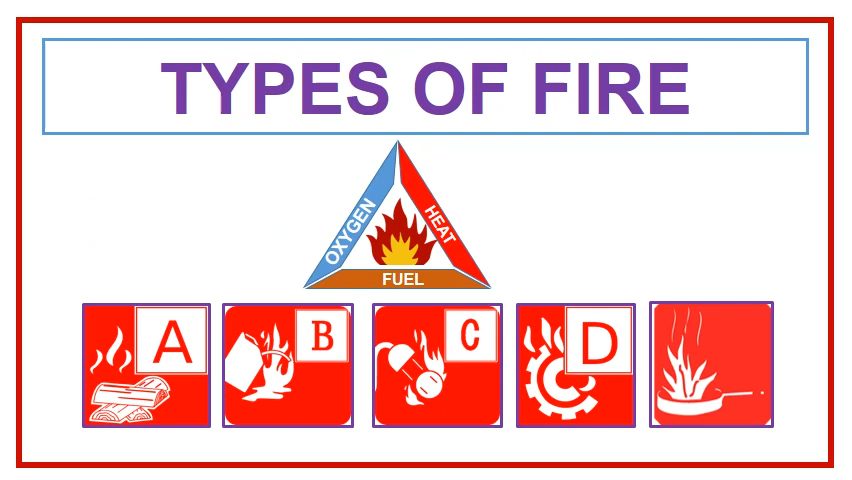 TYPES OF FIRE
OXYGEN
HEAT
FUEL
A
B
C
D